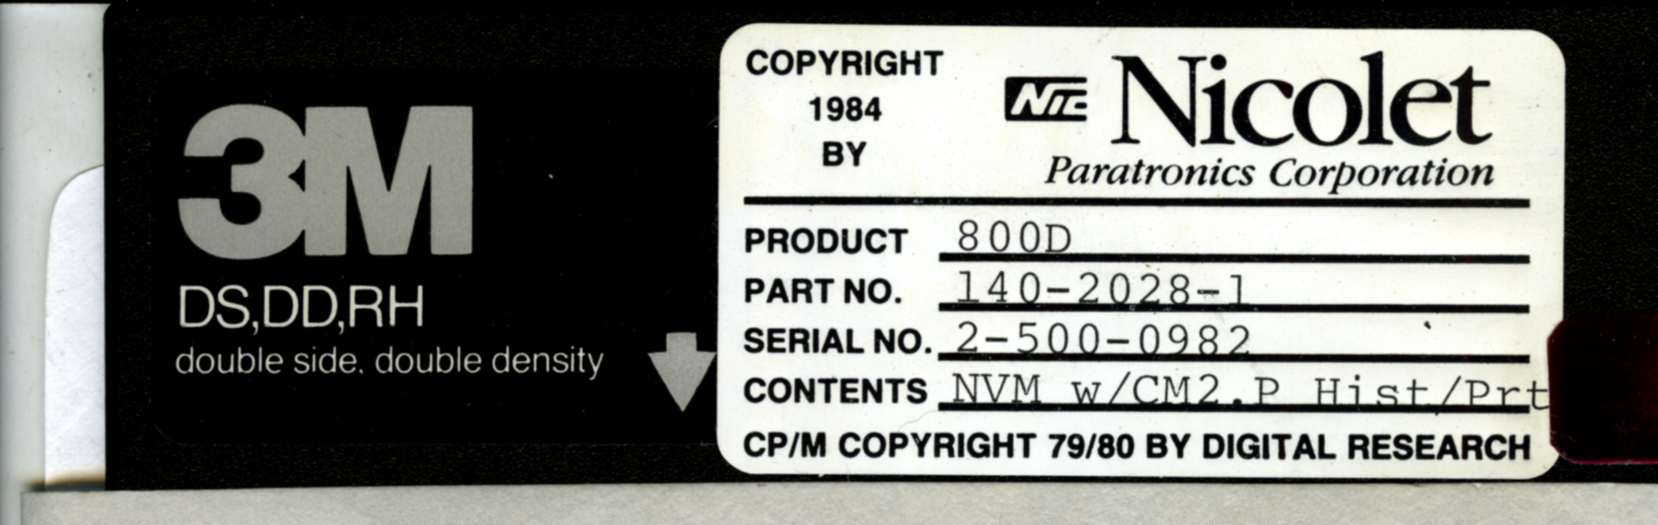 3M
DS,DD,RH
double side. double density
COPYRIGHT
1984
BY
NIC Nicolet
Paratronics Corporation
PRODUCT 800D
PART NO. 140-2028-1
SERIAL NO. 2-500-0982
CONTENTS NVM w/CM2.P Hist/Prt
CP/M COPYRIGHT 79/80 BY DIGITAL RESEARCH